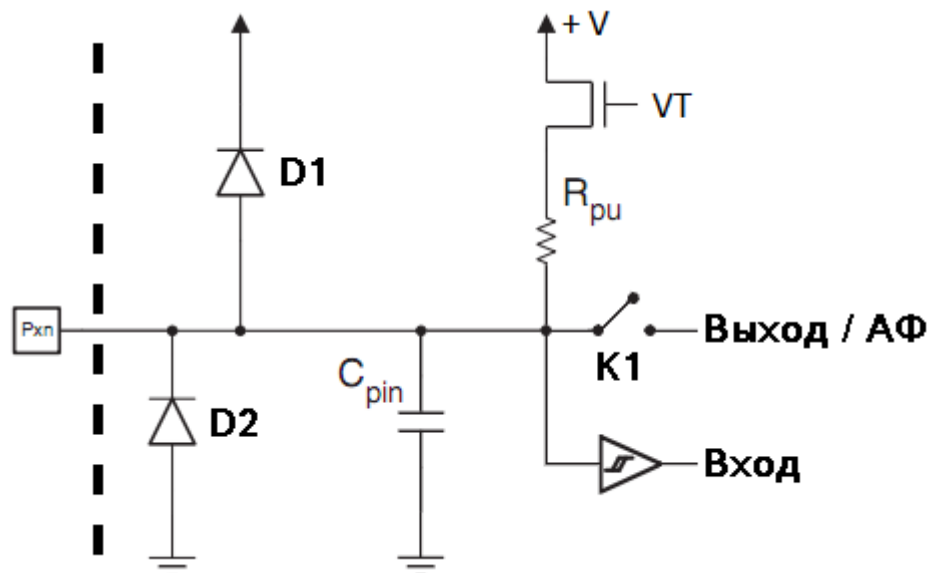 + V
VT
D1
Rpu
Pxn
Выход / АФ
K1
Cpin
D2
Вход